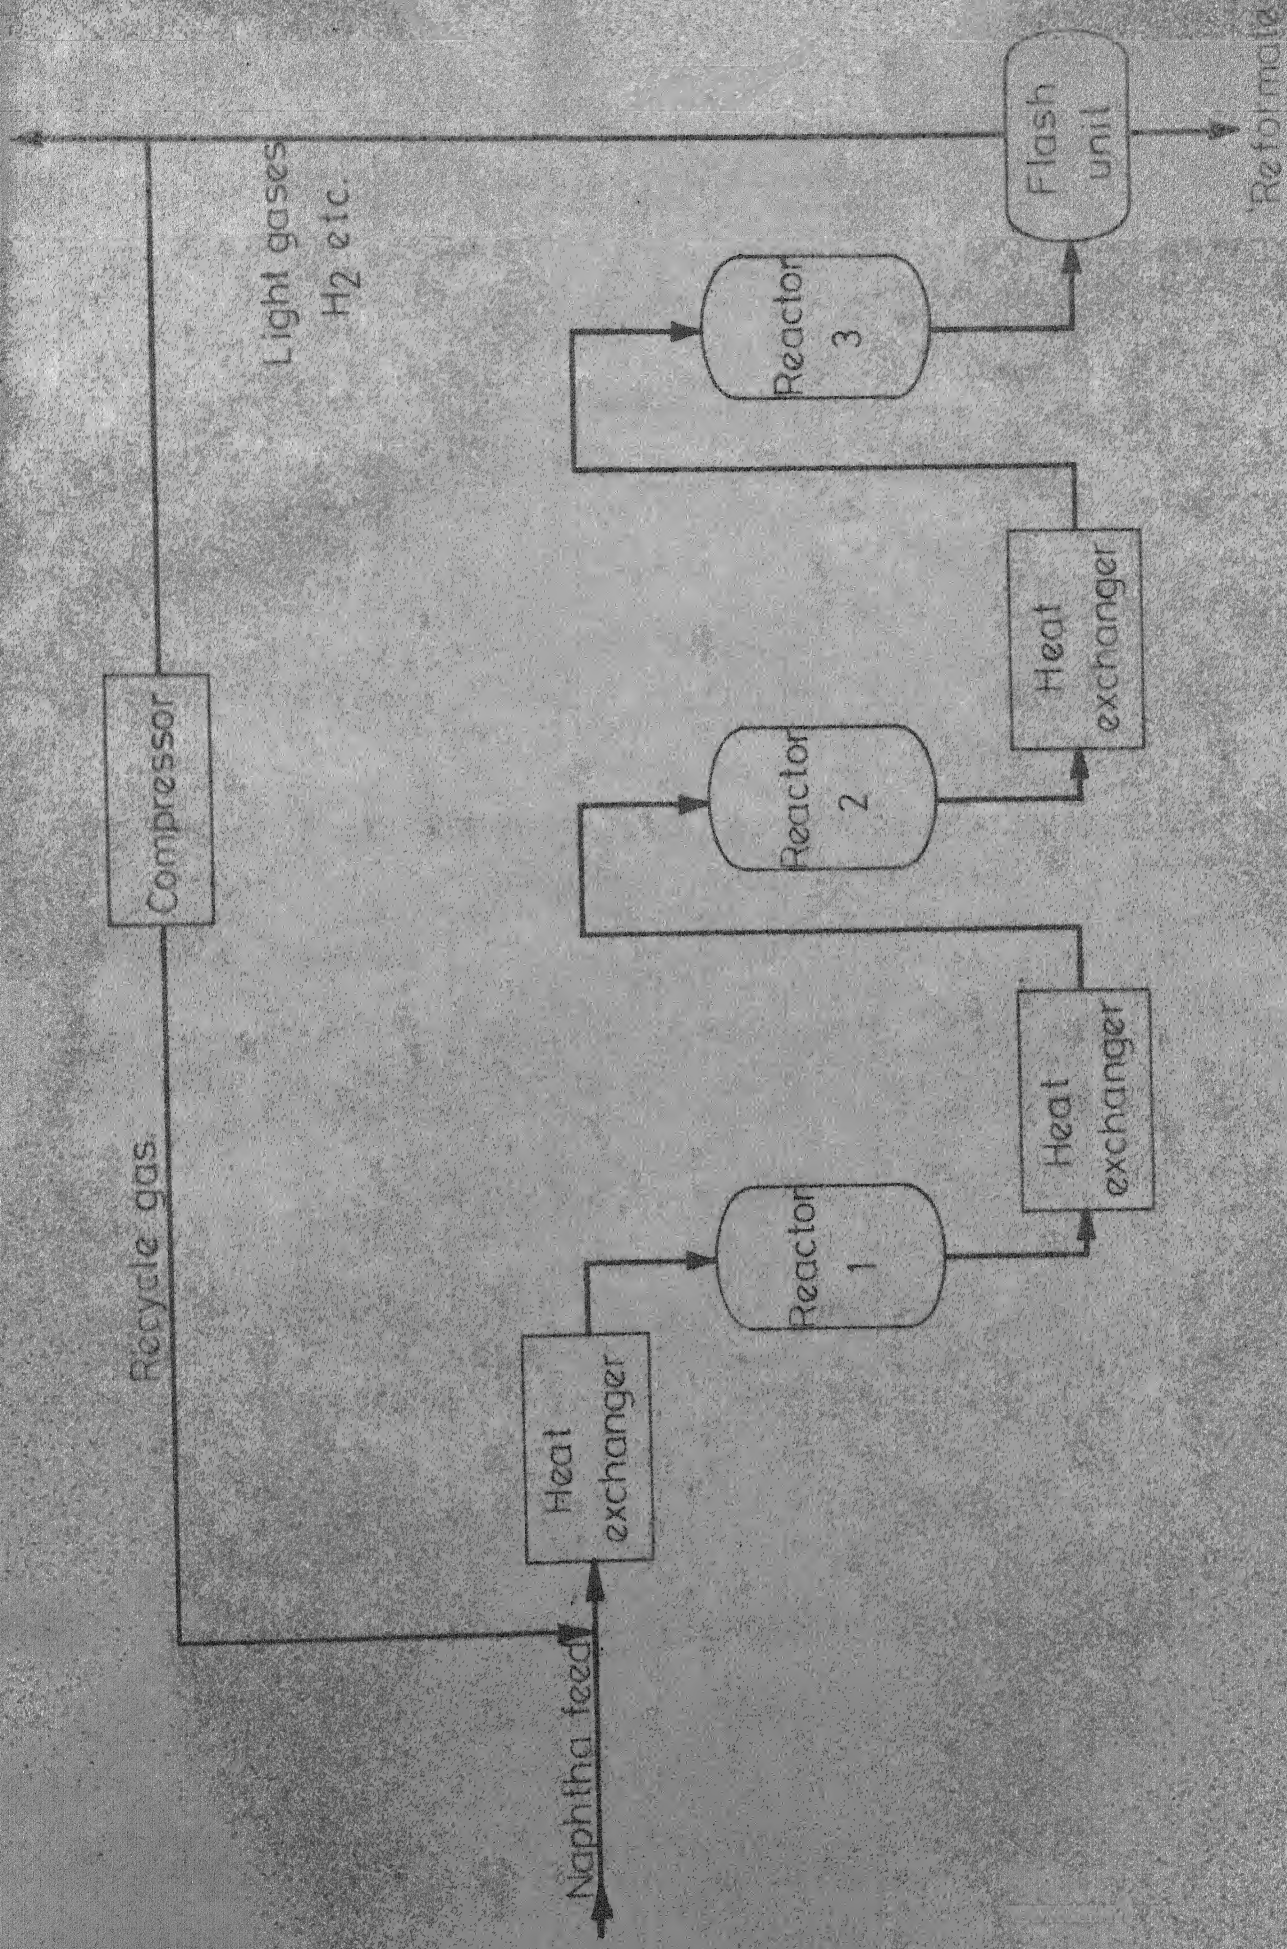 Recycle gas
Compressor
Light gases
H2 etc.
Naphtha feed
Heat
exchanger
Reactor
1
Heat
exchanger
Reactor
2
Heat
exchanger
Reactor
3
Flash
unit
Reformate